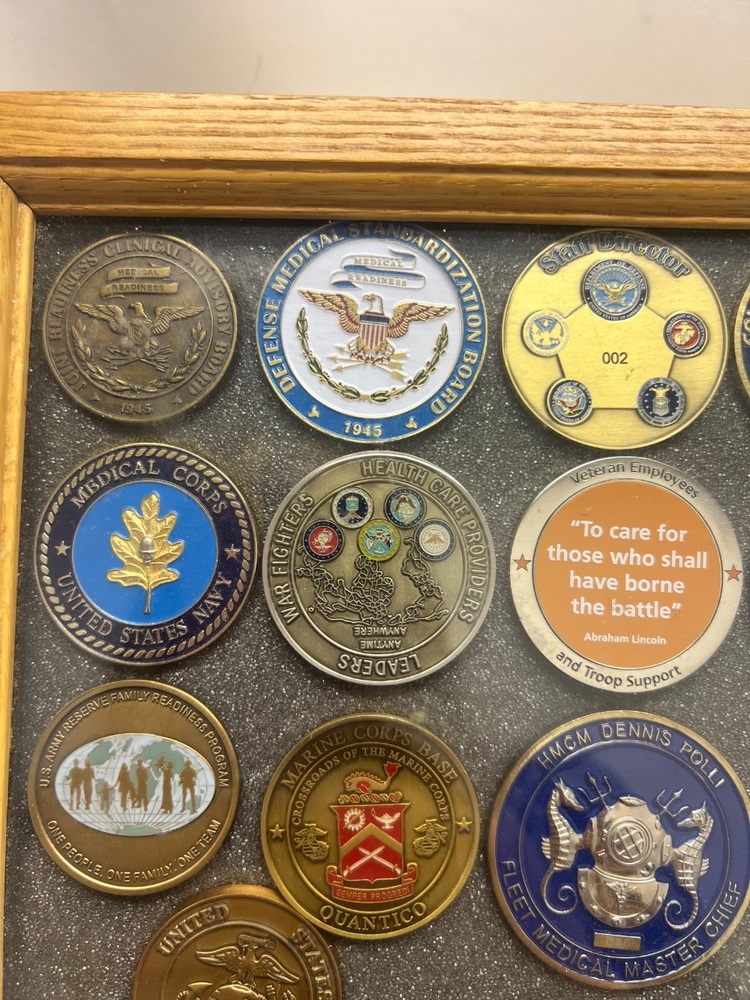 JOINT READINESS CLINICAL ADVISORY BOARD
MEDICAL
READINESS
1945
DEFENSE MEDICAL STANDARDIZATION BOARD
MEDICAL
READINESS
1945
Staff Director
002
MEDICAL CORPS
UNITED STATES NAVY
HEALTH CARE PROVIDERS
WAR FIGHTERS
LEADERS
ANYTIME
ANYWHERE
Veteran Employees
“To care for
those who shall
have borne
the battle”
Abraham Lincoln
and Troop Support
U.S. ARMY RESERVE FAMILY READINESS PROGRAM
ONE PEOPLE, ONE FAMILY, ONE TEAM
MARINE CORPS BASE
CROSSROADS OF THE MARINE CORPS
SEMPER PROGREDI
QUANTICO
HMCM DENNIS POLLI
FLEET MEDICAL MASTER CHIEF
UNITED STATES